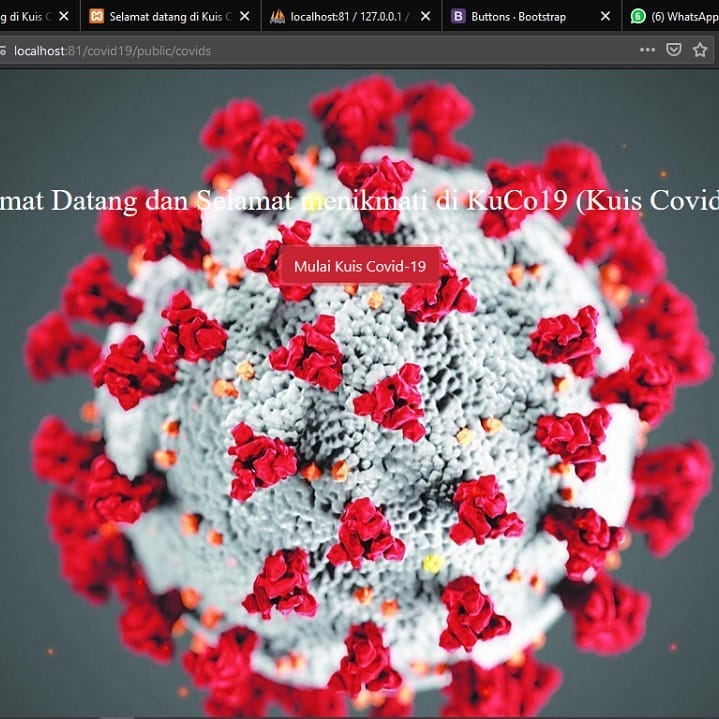 g di Kuis C
Selamat datang di Kuis C
localhost:81 / 127.0.0.1 /
Buttons · Bootstrap
(6) WhatsApp
localhost:81/covid19/public/covids
mat Datang dan Selamat menikmati di KuCo19 (Kuis Covid
Mulai Kuis Covid-19